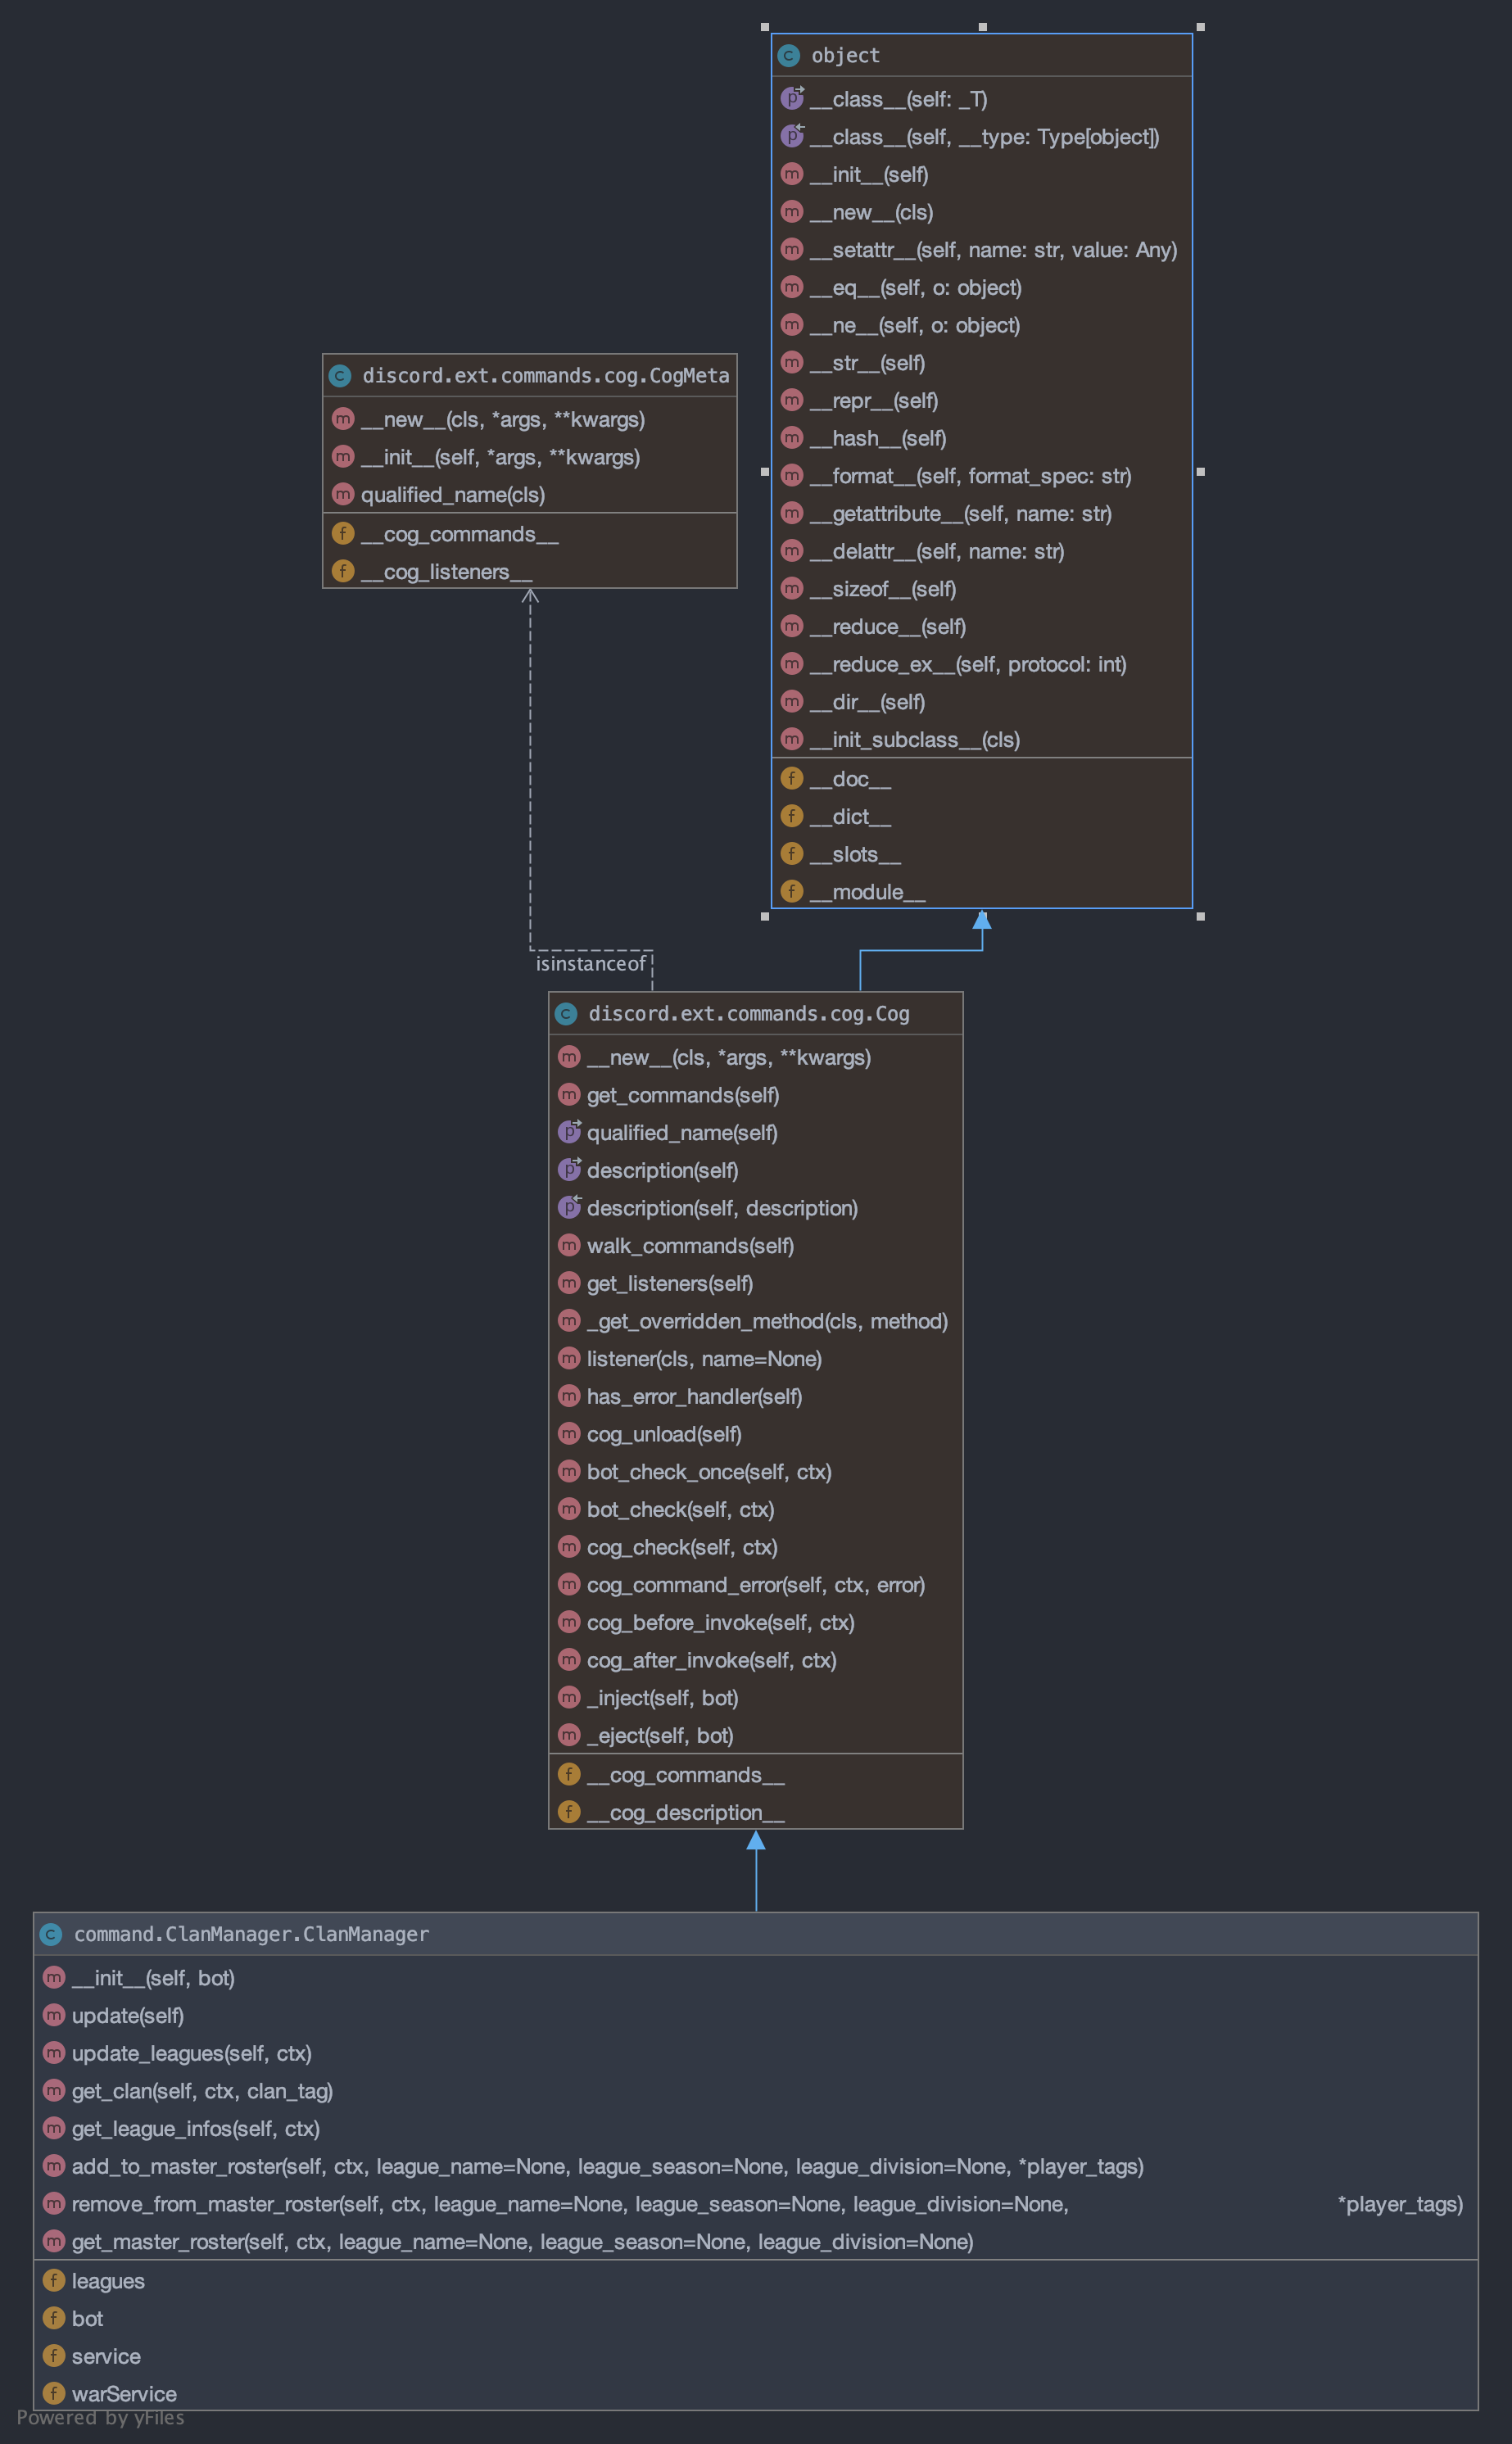 object
__class__(self: _T)
__class__(self, __type: Type[object])
__init__(self)
__new__(cls)
__setattr__(self, name: str, value: Any)
__eq__(self, o: object)
__ne__(self, o: object)
__str__(self)
__repr__(self)
__hash__(self)
__format__(self, format_spec: str)
__getattribute__(self, name: str)
__delattr__(self, name: str)
__sizeof__(self)
__reduce__(self)
__reduce_ex__(self, protocol: int)
__dir__(self)
__init_subclass__(cls)
__doc__
__dict__
__slots__
__module__
discord.ext.commands.cog.CogMeta
__new__(cls, *args, **kwargs)
__init__(self, *args, **kwargs)
qualified_name(cls)
__cog_commands__
__cog_listeners__
isinstanceof
discord.ext.commands.cog.Cog
__new__(cls, *args, **kwargs)
get_commands(self)
qualified_name(self)
description(self)
description(self, description)
walk_commands(self)
get_listeners(self)
_get_overridden_method(cls, method)
listener(cls, name=None)
has_error_handler(self)
cog_unload(self)
bot_check_once(self, ctx)
bot_check(self, ctx)
cog_check(self, ctx)
cog_command_error(self, ctx, error)
cog_before_invoke(self, ctx)
cog_after_invoke(self, ctx)
_inject(self, bot)
_eject(self, bot)
__cog_commands__
__cog_description__
command.ClanManager.ClanManager
__init__(self, bot)
update(self)
update_leagues(self, ctx)
get_clan(self, ctx, clan_tag)
get_league_infos(self, ctx)
add_to_master_roster(self, ctx, league_name=None, league_season=None, league_division=None, *player_tags)
remove_from_master_roster(self, ctx, league_name=None, league_season=None, league_division=None, *player_tags)
get_master_roster(self, ctx, league_name=None, league_season=None, league_division=None)
leagues
bot
service
warService
Powered by yFiles